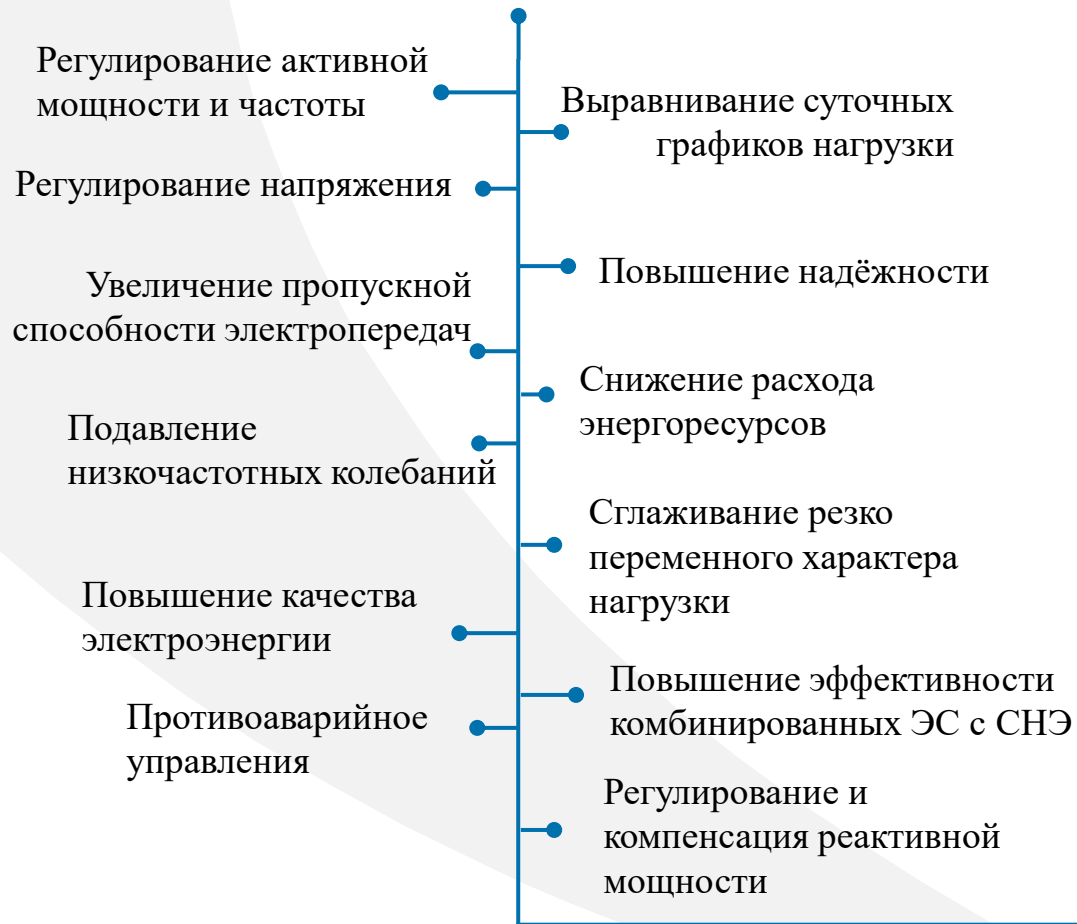 Регулирование активной
мощности и частоты
Выравнивание суточных
графиков нагрузки
Регулирование напряжения
Повышение надёжности
Увеличение пропускной
способности электропередач
Снижение расхода
энергоресурсов
Подавление
низкочастотных колебаний
Сглаживание резко
переменного характера
нагрузки
Повышение качества
электроэнергии
Повышение эффективности
комбинированных ЭС с СНЭ
Противоаварийное
управления
Регулирование и
компенсация реактивной
мощности